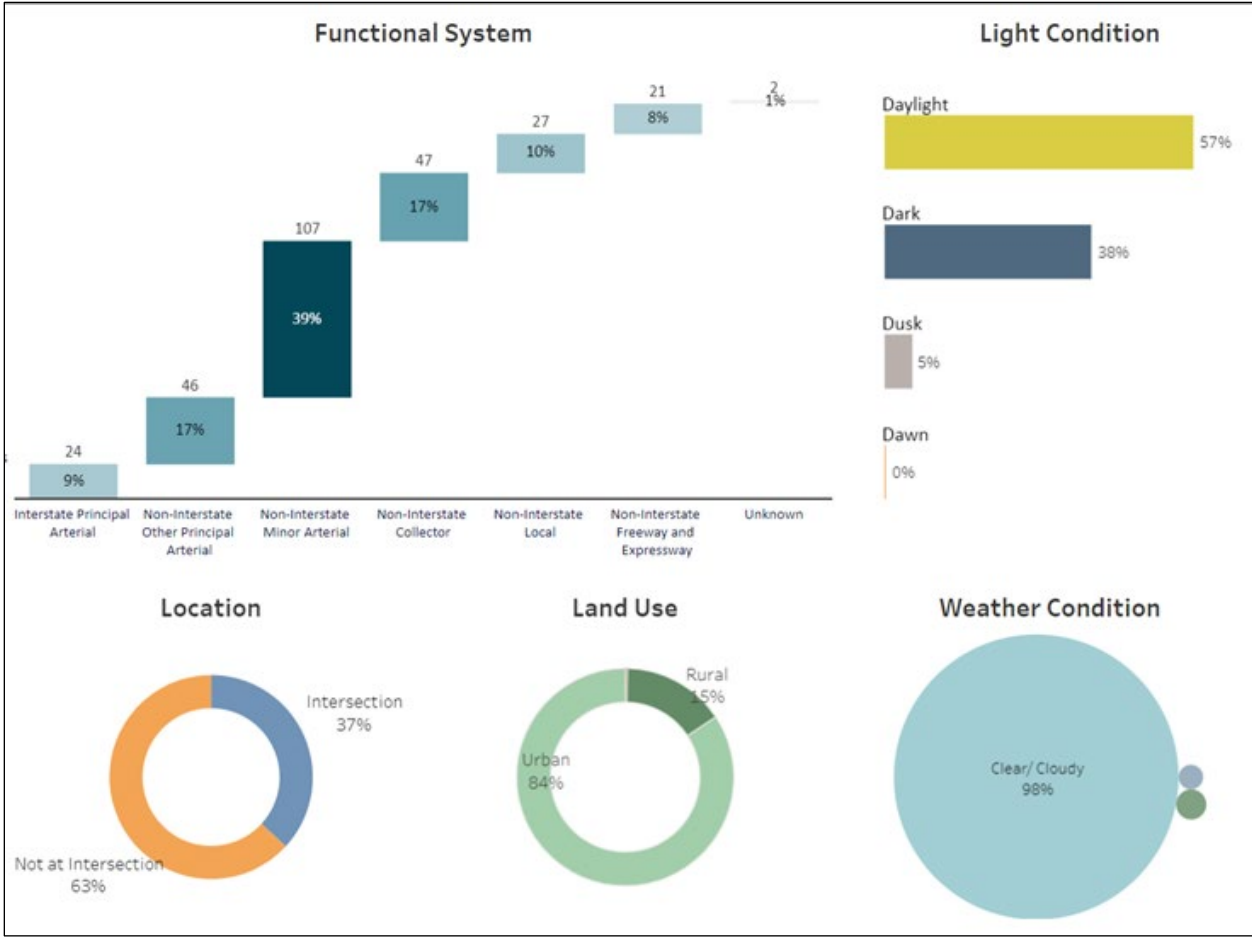 Functional System
24
9%
46
17%
107
39%
47
17%
27
10%
21
8%
2
1%
Interstate Principal
Arterial
Non-Interstate
Other Principal
Arterial
Non-Interstate
Minor Arterial
Non-Interstate
Collector
Non-Interstate
Local
Non-Interstate
Freeway and
Expressway
Unknown
Light Condition
Daylight
57%
Dark
38%
Dusk
5%
Dawn
0%
Location
Intersection
37%
Not at Intersection
63%
Land Use
Rural
15%
Urban
84%
Weather Condition
Clear/ Cloudy
98%